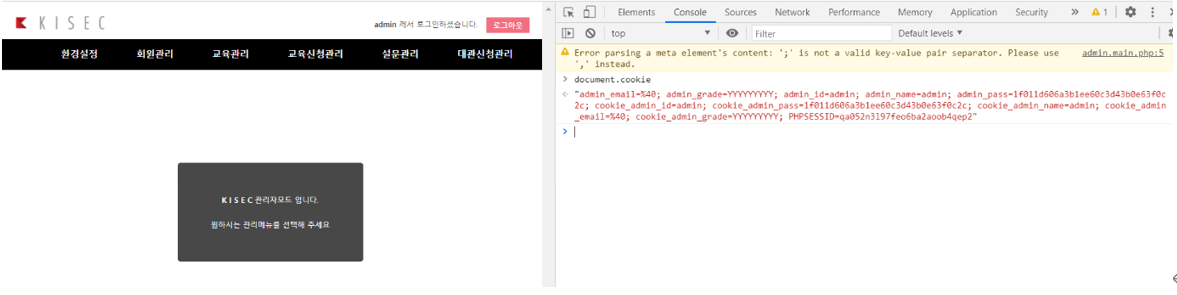 KISEC
admin 께서 로그인하셨습니다. 로그아웃
환경설정 회원관리 교육관리 교육신청관리 설문관리 대관신청관리
K I S E C 관리자모드 입니다.
원하시는 관리메뉴를 선택해 주세요
Elements Console Sources Network Performance Memory Application Security » 1
top ▼ Filter Default levels ▼
Error parsing a meta element's content: ';' is not a valid key-value pair separator. Please use admin.main.php:5
',' instead.
> document.cookie
"admin_email=%40; admin_grade=YYYYYYYYY; admin_id=admin; admin_name=admin; admin_pass=1f011d606a3b1ee60c3d43b0e63f0c
2c; cookie_admin_id=admin; cookie_admin_pass=1f011d606a3b1ee60c3d43b0e63f0c2c; cookie_admin_name=admin; cookie_admin
_email=%40; cookie_admin_grade=YYYYYYYYY; PHPSESSID=qa052n3197feo6ba2aoob4qep2"
>